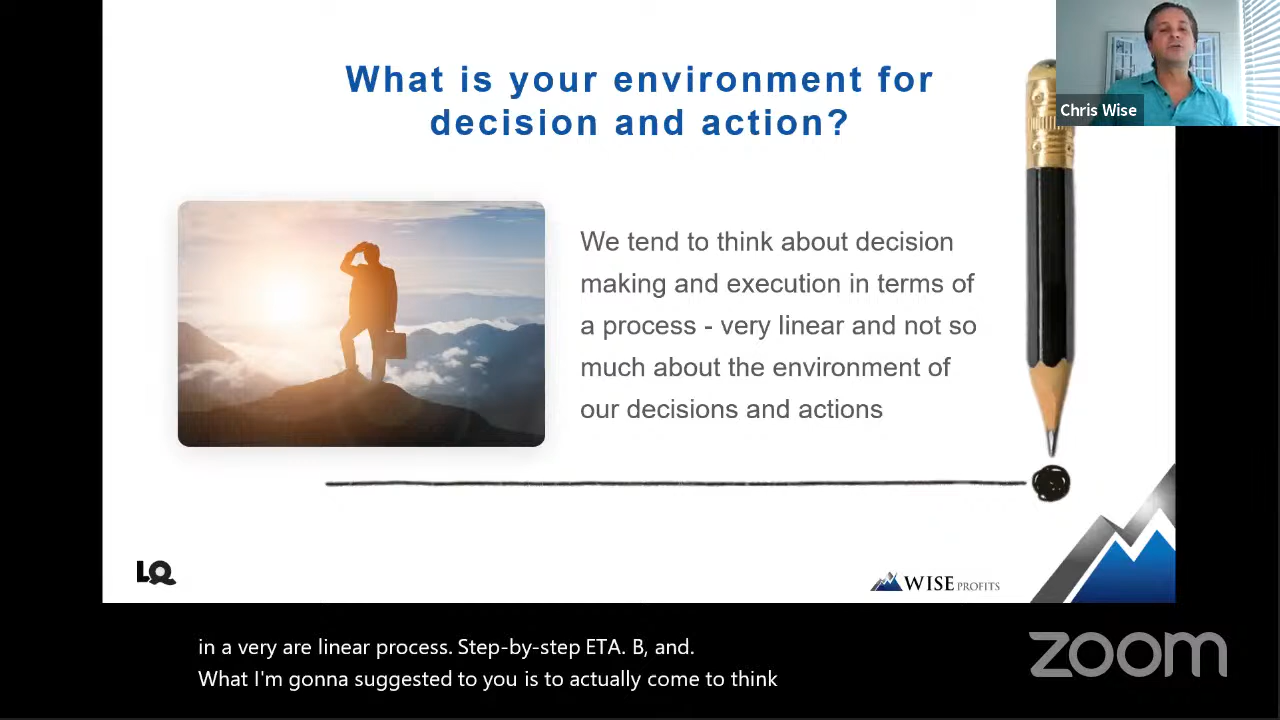 What is your environment for
decision and action?
Chris Wise
We tend to think about decision
making and execution in terms of
a process - very linear and not so
much about the environment of
our decisions and actions
LQ
WISE PROFITS
in a very are linear process. Step-by-step ETA. B, and.
What I'm gonna suggested to you is to actually come to think
zoom